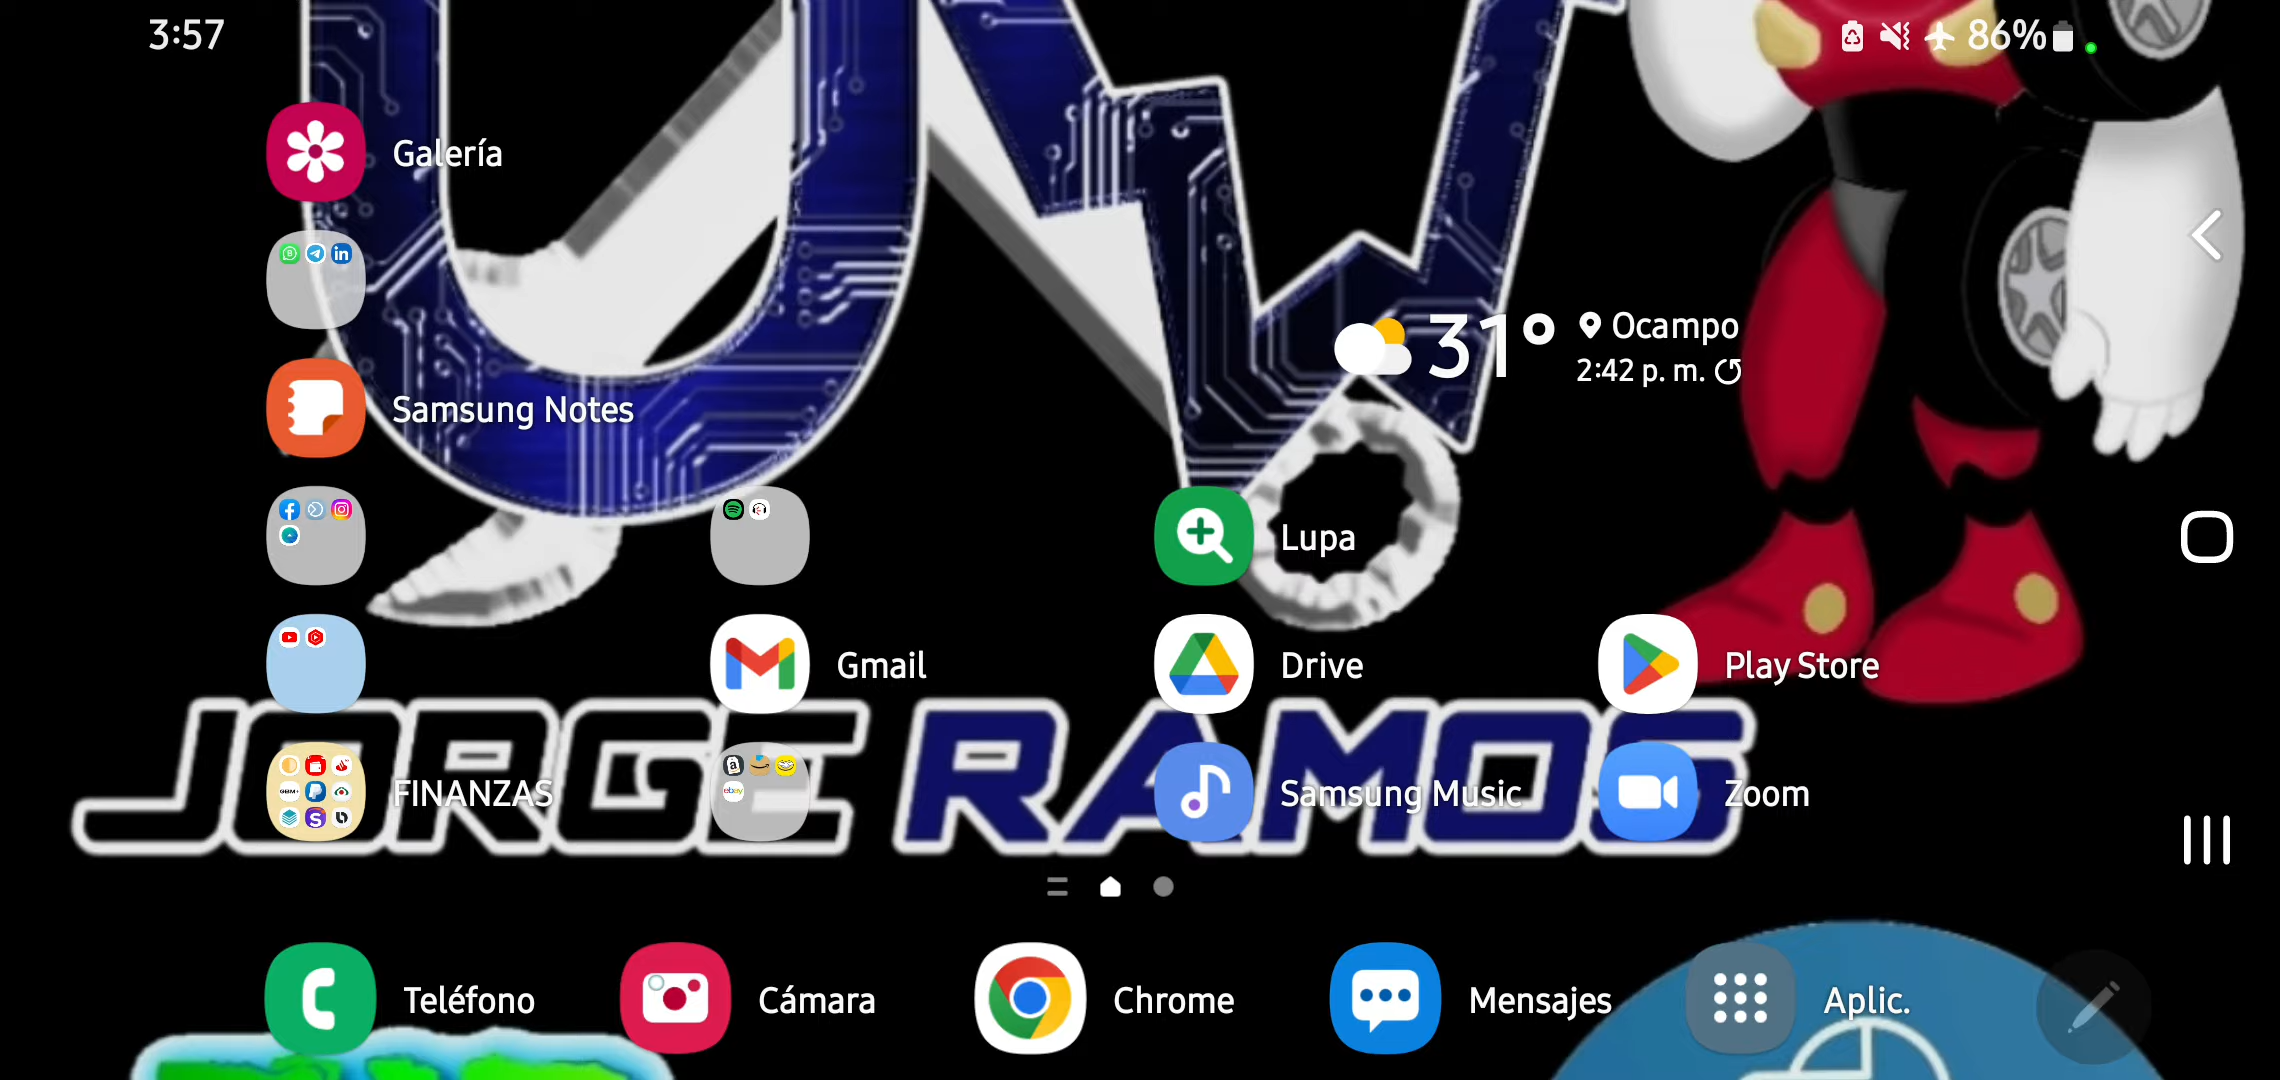 3:57
86%
Galería
Ocampo
31°
2:42 p. m.
Samsung Notes
Lupa
Gmail
Drive
Play Store
JORGE RAMOS
FINANZAS
Samsung Music
Zoom
Teléfono
Cámara
Chrome
Mensajes
Aplic.